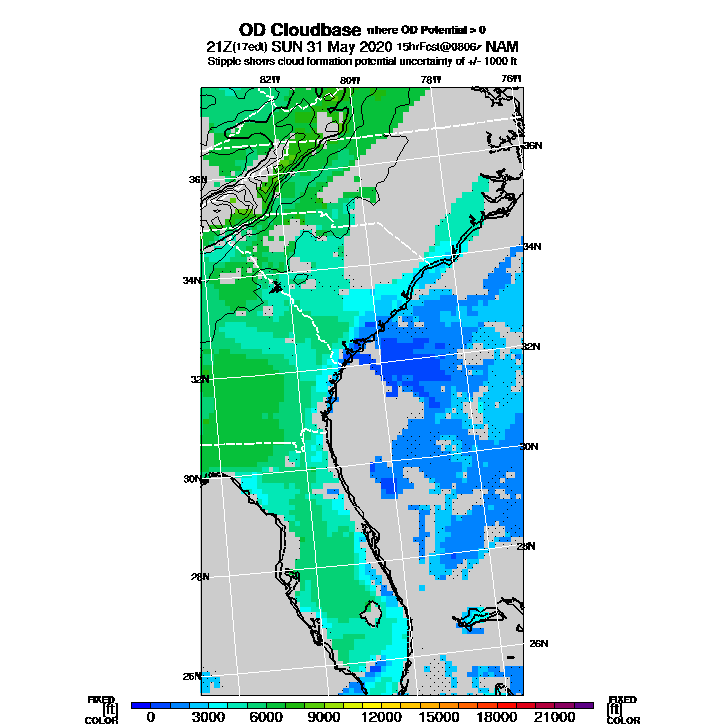 OD Cloudbase where OD Potential > 0
21Z(17edt) SUN 31 May 2020 15hrFcst@0806z NAM
Stipple shows cloud formation potential uncertainty of +/- 1000 ft
82W 80W 78W 76W
36N 36N
34N 34N
32N 32N
30N 30N
28N 28N
26N 26N
FIXED [ft] COLOR 0 3000 6000 9000 12000 15000 18000 21000 FIXED [ft] COLOR